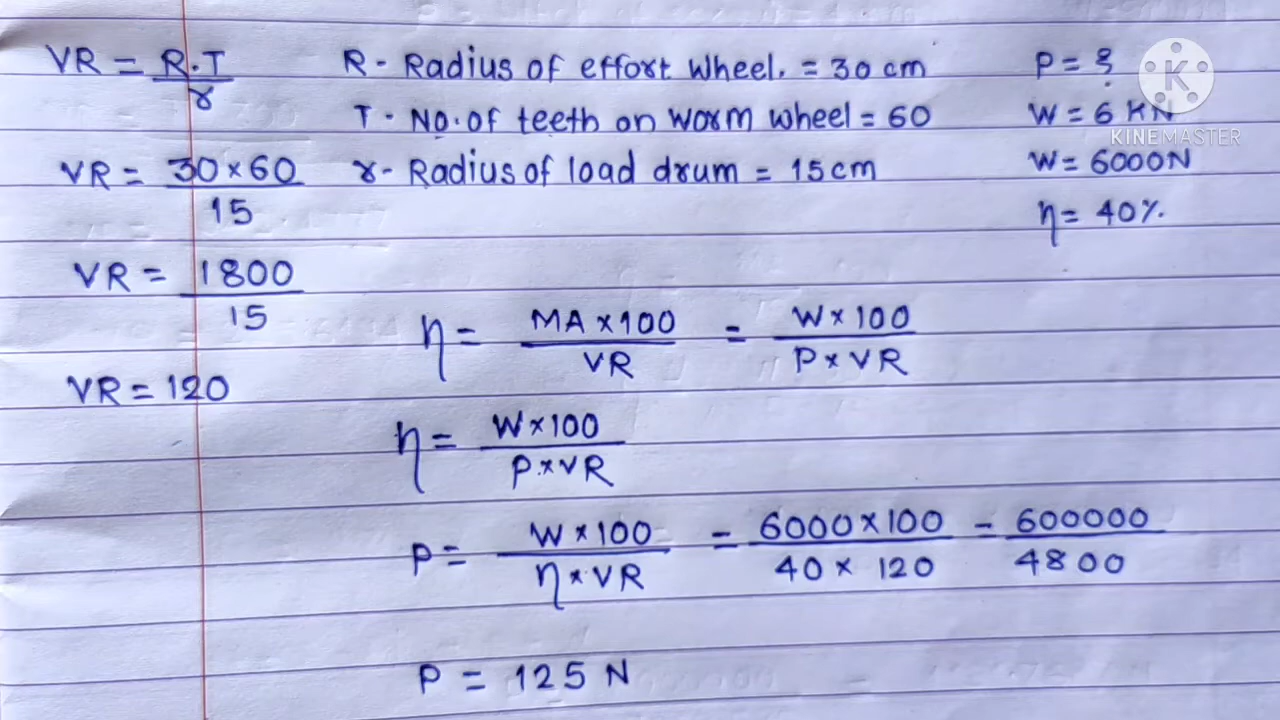 VR = R.T / r
R - Radius of effort wheel. = 30 cm
T - No. of teeth on worm wheel = 60
r - Radius of load drum = 15 cm
P = ?
W = 6 KN
W = 6000N
η = 40%.
KINEMASTER
VR = 30 × 60 / 15
VR = 1800 / 15
VR = 120
η = MA × 100 / VR = W × 100 / P × VR
η = W × 100 / P × VR
P = W × 100 / η × VR = 6000 × 100 / 40 × 120 = 600000 / 4800
P = 125 N